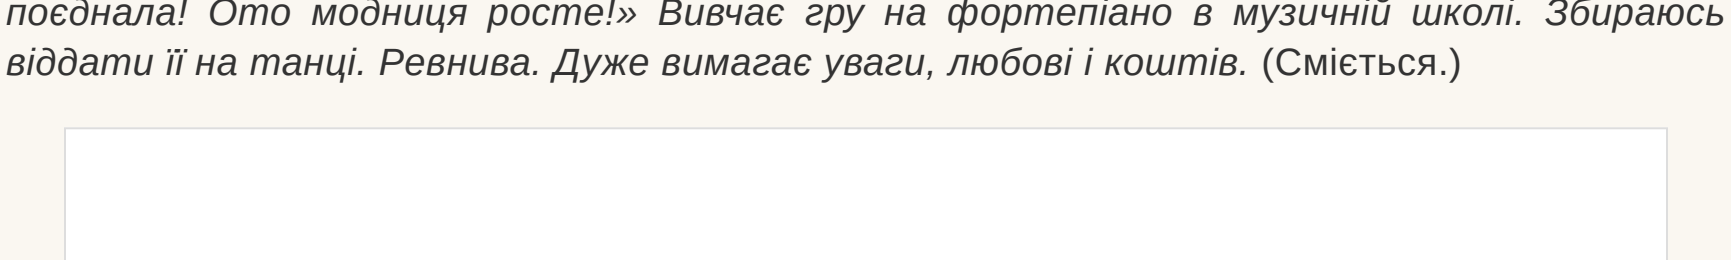 поєднала! Ото модниця росте!» Вивчає гру на фортепіано в музичній школі. Збираюсь
віддати її на танці. Ревнива. Дуже вимагає уваги, любові і коштів. (Сміється.)